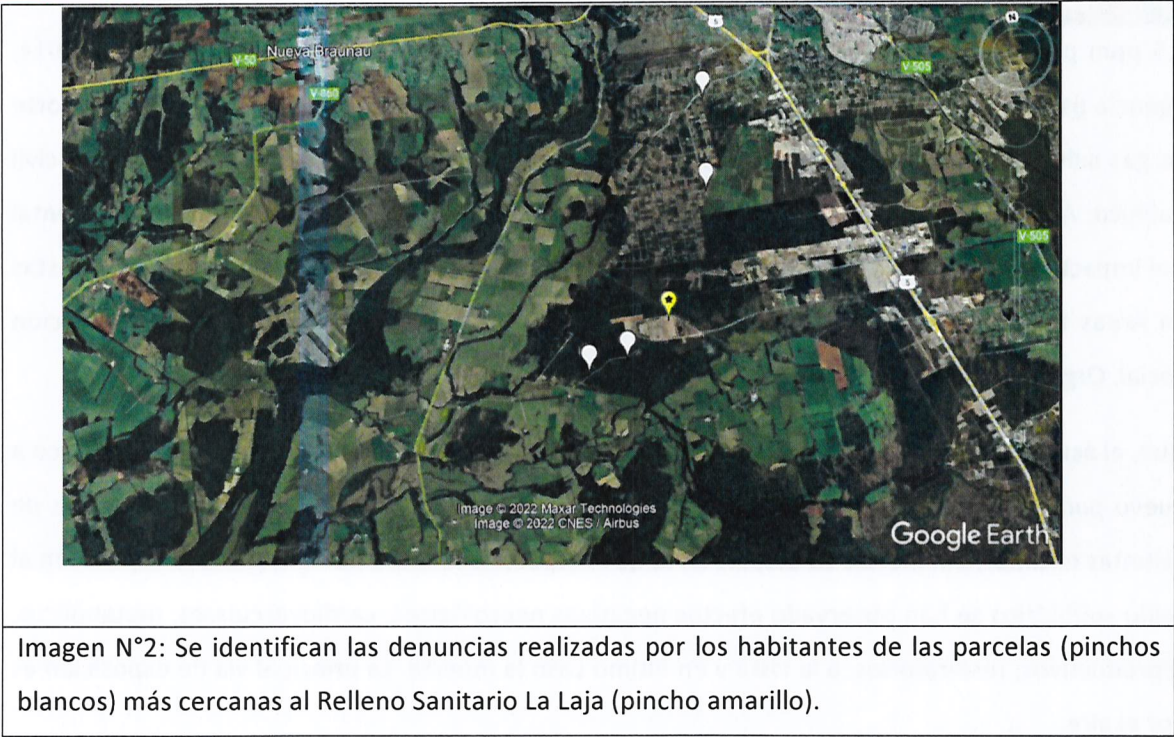 Nueva Braunau
V-50
V-860
5
V-505
V-505
5
N
Image © 2022 Maxar Technologies
Image © 2022 CNES / Airbus
Google Earth
Imagen N°2: Se identifican las denuncias realizadas por los habitantes de las parcelas (pinchos
blancos) más cercanas al Relleno Sanitario La Laja (pincho amarillo).